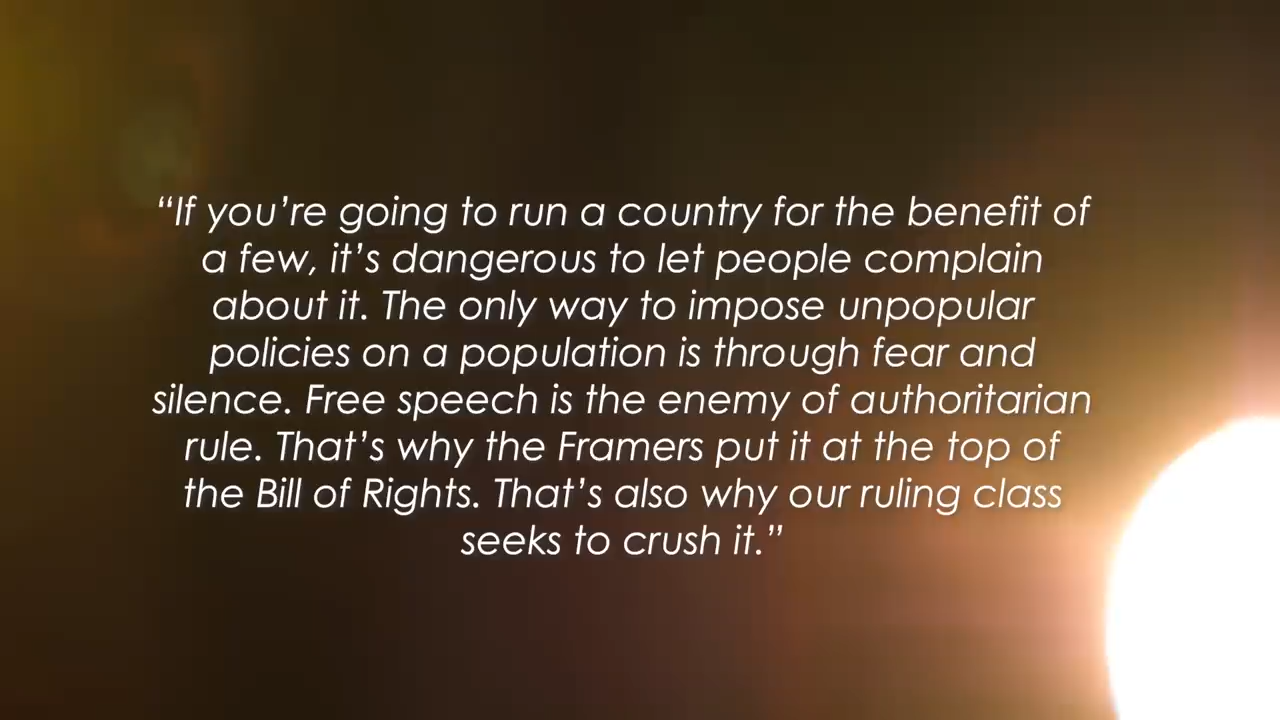 “If you’re going to run a country for the benefit of
a few, it’s dangerous to let people complain
about it. The only way to impose unpopular
policies on a population is through fear and
silence. Free speech is the enemy of authoritarian
rule. That’s why the Framers put it at the top of
the Bill of Rights. That’s also why our ruling class
seeks to crush it.”